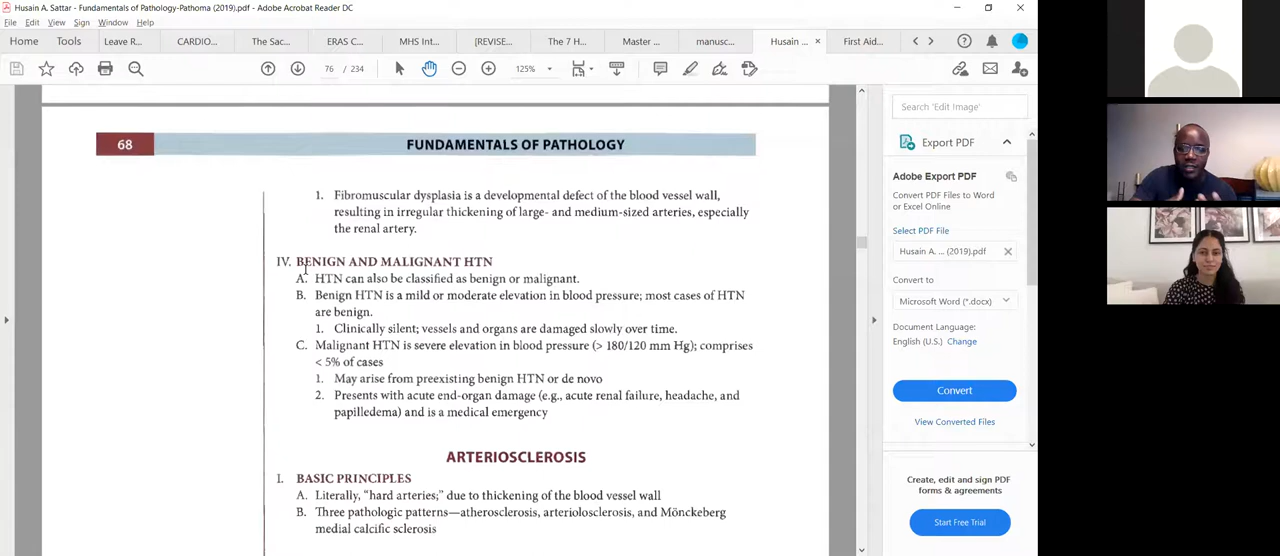 Husain A. Sattar - Fundamentals of Pathology-Pathoma (2019).pdf - Adobe Acrobat Reader DC
File Edit View Sign Window Help
Home Tools Leave R... CARDIO... The Sac... ERAS C... MHS Int... [REVISE... The 7 H... Master ... manusc... Husain ... × First Aid...
76 / 234 125%
68 FUNDAMENTALS OF PATHOLOGY
1. Fibromuscular dysplasia is a developmental defect of the blood vessel wall,
resulting in irregular thickening of large- and medium-sized arteries, especially
the renal artery.
IV. BENIGN AND MALIGNANT HTN
A. HTN can also be classified as benign or malignant.
B. Benign HTN is a mild or moderate elevation in blood pressure; most cases of HTN
are benign.
1. Clinically silent; vessels and organs are damaged slowly over time.
C. Malignant HTN is severe elevation in blood pressure (> 180/120 mm Hg); comprises
< 5% of cases
1. May arise from preexisting benign HTN or de novo
2. Presents with acute end-organ damage (e.g., acute renal failure, headache, and
papilledema) and is a medical emergency
ARTERIOSCLEROSIS
I. BASIC PRINCIPLES
A. Literally, “hard arteries;” due to thickening of the blood vessel wall
B. Three pathologic patterns—atherosclerosis, arteriolosclerosis, and Mönckeberg
medial calcific sclerosis
Search 'Edit Image'
Export PDF
Adobe Export PDF
Convert PDF Files to Word
or Excel Online
Select PDF File
Husain A. ... (2019).pdf ×
Convert to
Microsoft Word (*.docx)
Document Language:
English (U.S.) Change
Convert
View Converted Files
Create, edit and sign PDF
forms & agreements
Start Free Trial